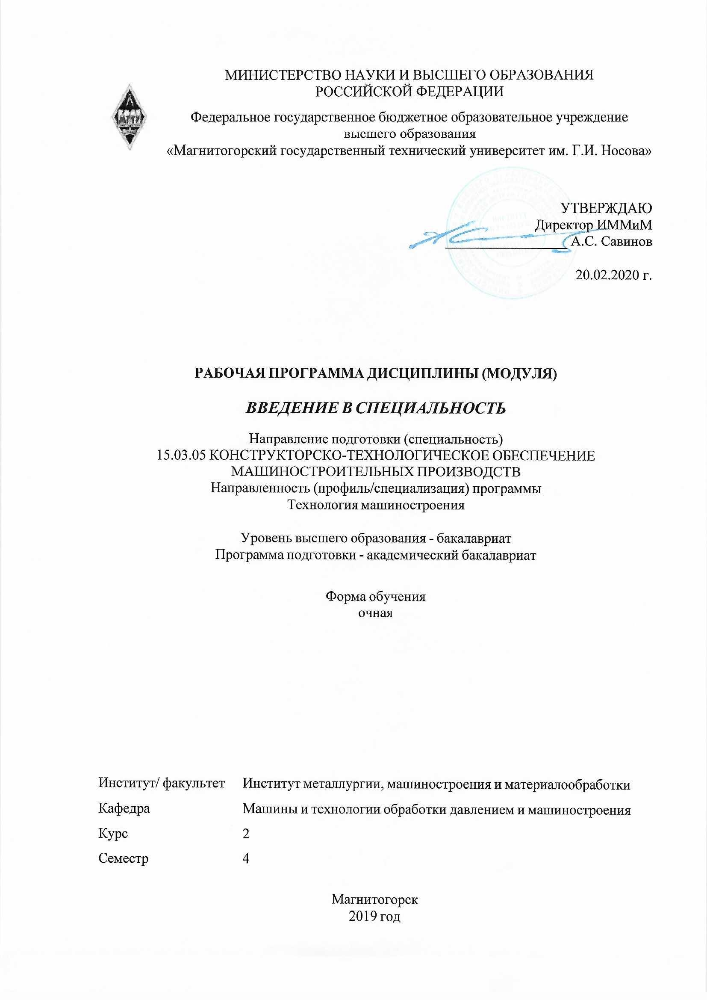 МИНИСТЕРСТВО НАУКИ И ВЫСШЕГО ОБРАЗОВАНИЯ
РОССИЙСКОЙ ФЕДЕРАЦИИ
Федеральное государственное бюджетное образовательное учреждение
высшего образования
«Магнитогорский государственный технический университет им. Г.И. Носова»
МГТУ
УТВЕРЖДАЮ
Директор ИММиМ
А.С. Савинов
20.02.2020 г.
РАБОЧАЯ ПРОГРАММА ДИСЦИПЛИНЫ (МОДУЛЯ)
ВВЕДЕНИЕ В СПЕЦИАЛЬНОСТЬ
Направление подготовки (специальность)
15.03.05 КОНСТРУКТОРСКО-ТЕХНОЛОГИЧЕСКОЕ ОБЕСПЕЧЕНИЕ
МАШИНОСТРОИТЕЛЬНЫХ ПРОИЗВОДСТВ
Направленность (профиль/специализация) программы
Технология машиностроения
Уровень высшего образования - бакалавриат
Программа подготовки - академический бакалавриат
Форма обучения
очная
Институт/ факультет Институт металлургии, машиностроения и материалообработки
Кафедра Машины и технологии обработки давлением и машиностроения
Курс 2
Семестр 4
Магнитогорск
2019 год